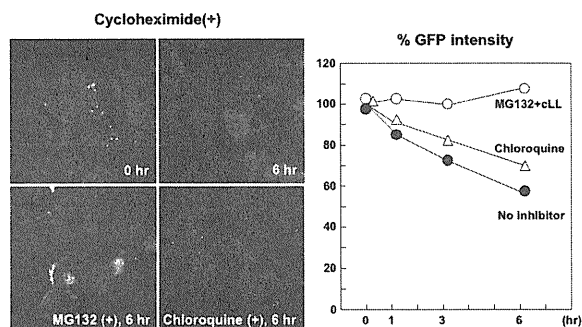 Cycloheximide(+)
0 hr
6 hr
MG132 (+), 6 hr
Chloroquine (+), 6 hr
% GFP intensity
120
100
80
60
40
20
0
MG132+cLL
Chloroquine
No inhibitor
0 1 3 6 (hr)